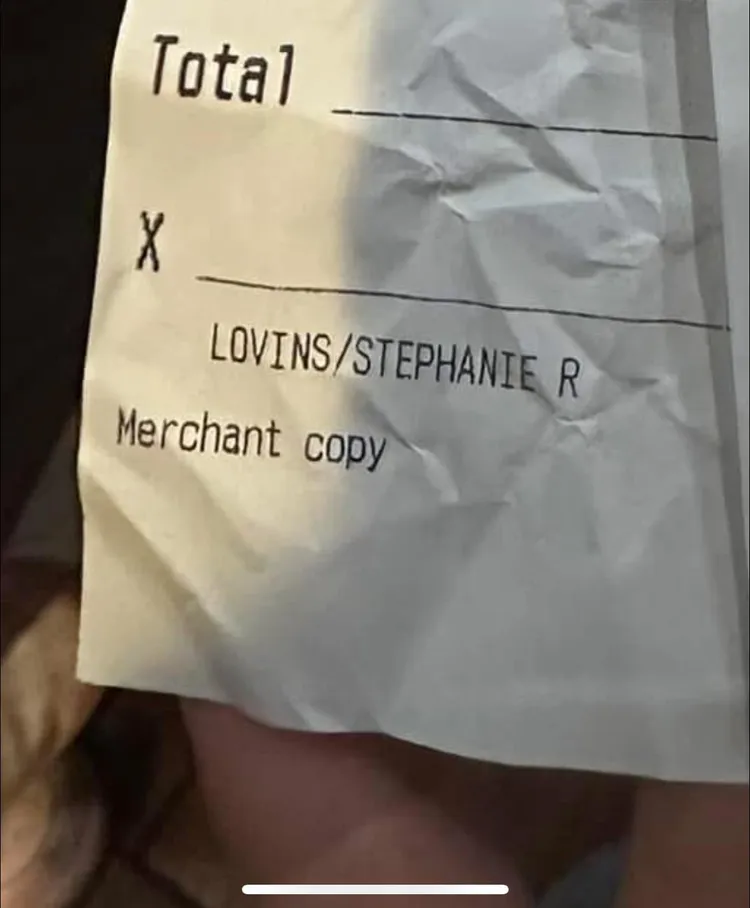 Total
X
LOVINS/STEPHANIE R
Merchant copy